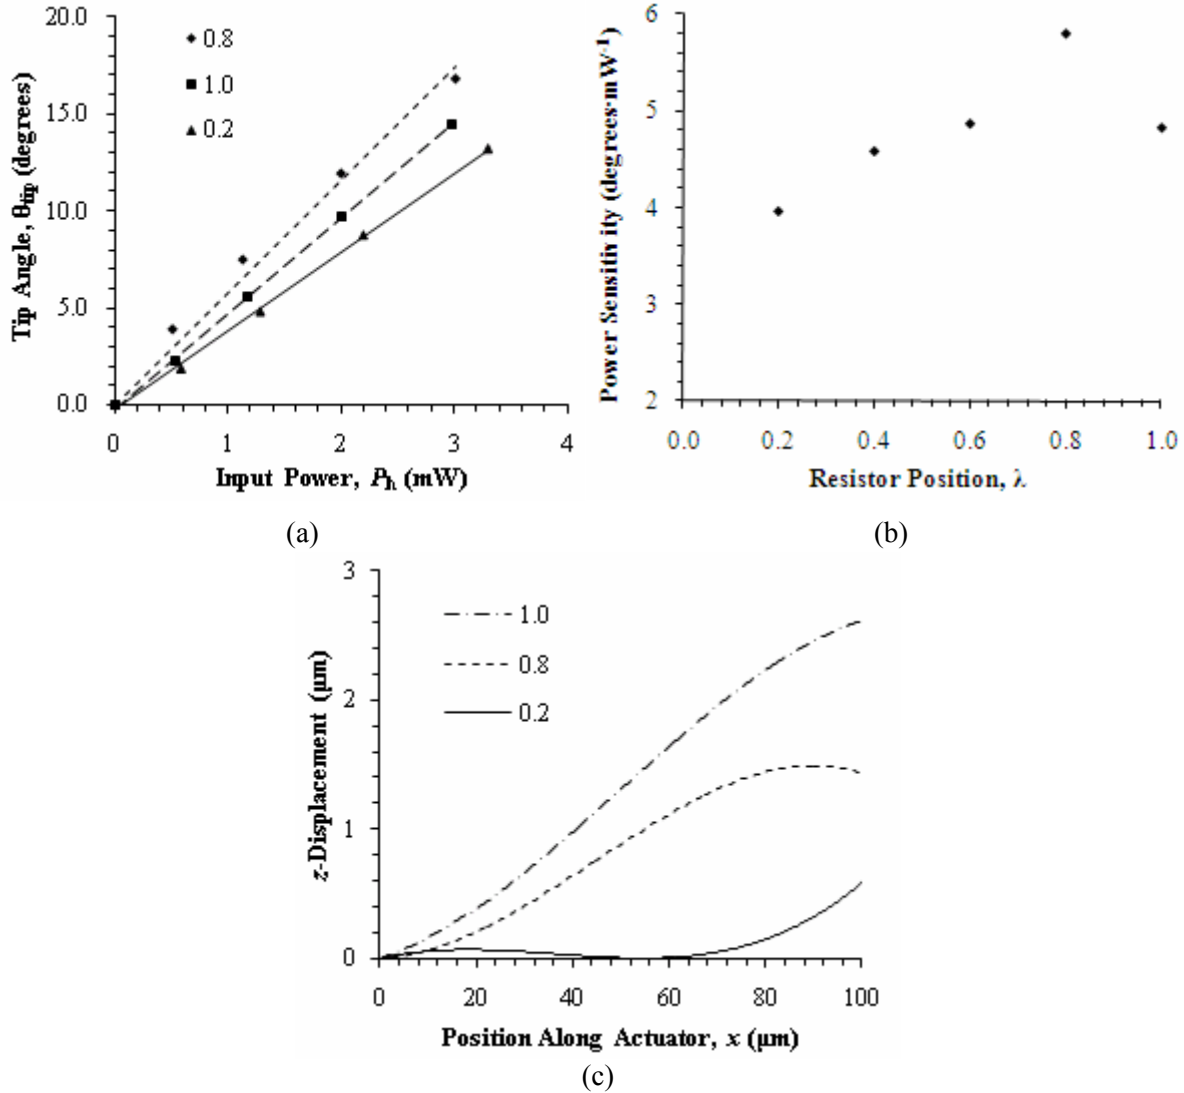 20.0
15.0
10.0
5.0
0.0
Tip Angle, θtip (degrees)
0.8
1.0
0.2
0 1 2 3 4
Input Power, Ph (mW)
(a)
6
5
4
3
2
Power Sensitivity (degrees·mW-1)
0.0 0.2 0.4 0.6 0.8 1.0
Resistor Position, λ
(b)
3
2
1
0
z-Displacement (μm)
1.0
0.8
0.2
0 20 40 60 80 100
Position Along Actuator, x (μm)
(c)